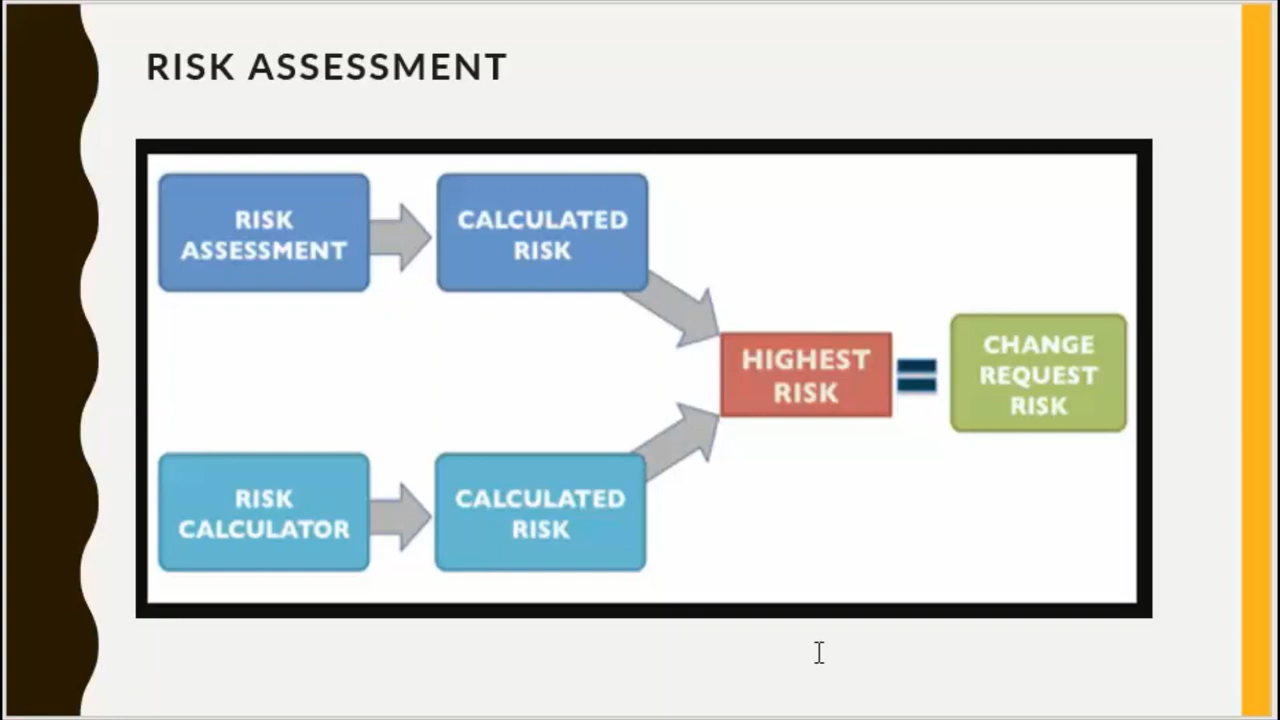 RISK ASSESSMENT
RISK
ASSESSMENT
CALCULATED
RISK
HIGHEST
RISK
CHANGE
REQUEST
RISK
RISK
CALCULATOR
CALCULATED
RISK